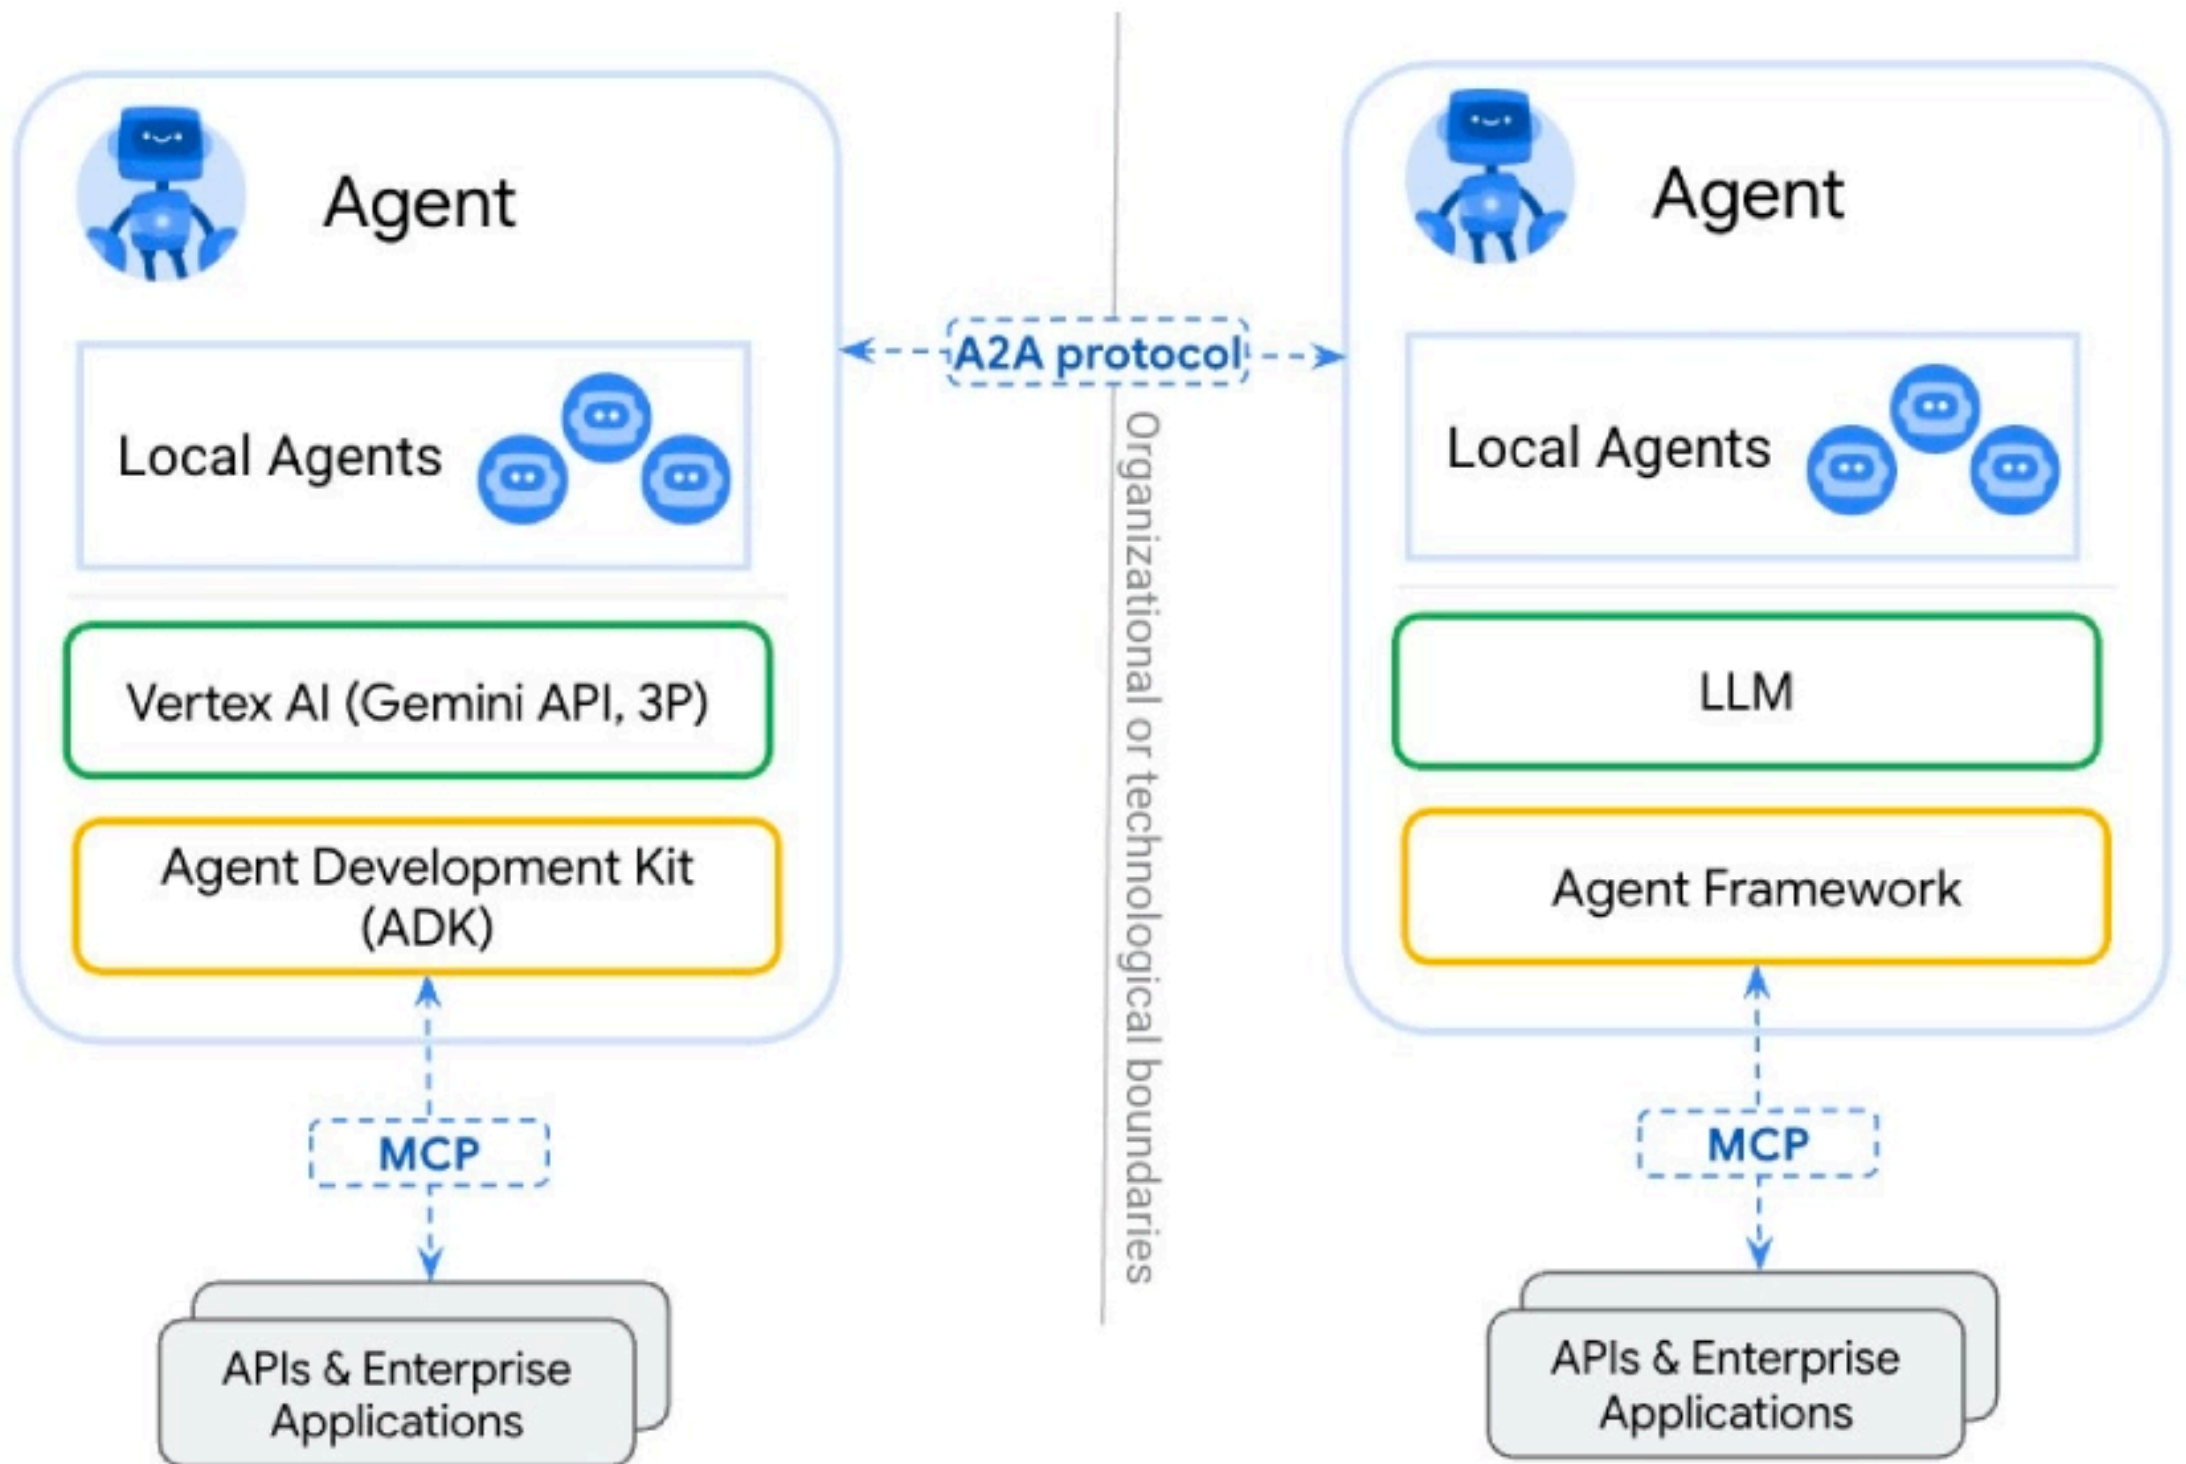 Agent
Local Agents
Vertex AI (Gemini API, 3P)
Agent Development Kit
(ADK)
MCP
APIs & Enterprise
Applications
A2A protocol
Organizational or technological boundaries
Agent
Local Agents
LLM
Agent Framework
MCP
APIs & Enterprise
Applications